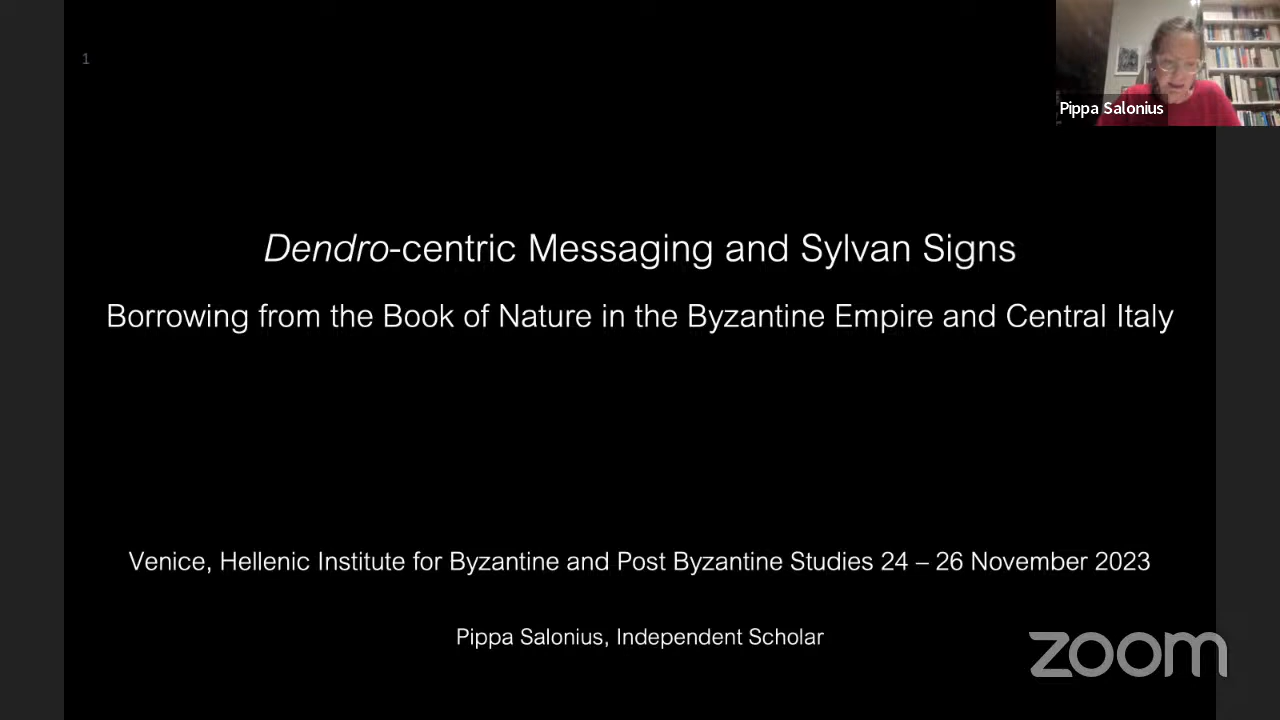 1
Pippa Salonius
Dendro-centric Messaging and Sylvan Signs
Borrowing from the Book of Nature in the Byzantine Empire and Central Italy
Venice, Hellenic Institute for Byzantine and Post Byzantine Studies 24 – 26 November 2023
Pippa Salonius, Independent Scholar
zoom